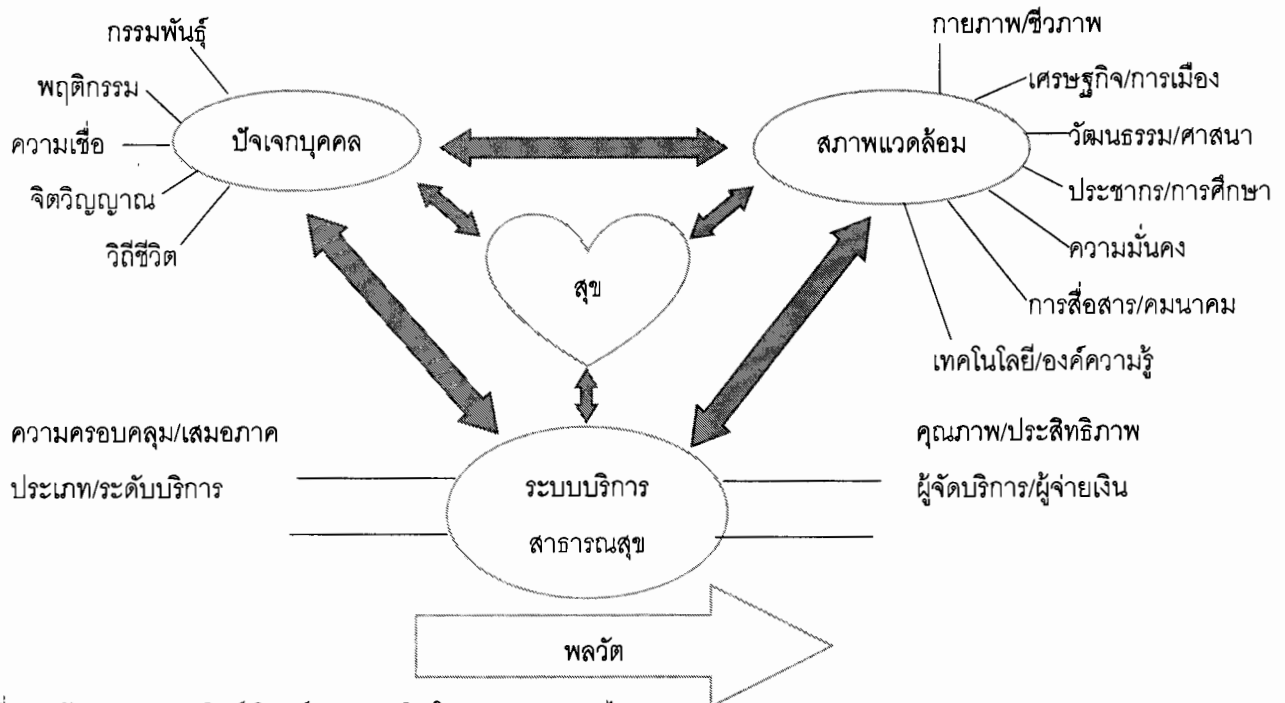 กรรมพันธุ์
พฤติกรรม
ความเชื่อ
จิตวิญญาณ
วิถีชีวิต
ปัจเจกบุคคล
กายภาพ/ชีวภาพ
เศรษฐกิจ/การเมือง
วัฒนธรรม/ศาสนา
ประชากร/การศึกษา
ความมั่นคง
การสื่อสาร/คมนาคม
เทคโนโลยี/องค์ความรู้
สภาพแวดล้อม
สุข
ความครอบคลุม/เสมอภาค
ประเภท/ระดับบริการ
ระบบบริการ
สาธารณสุข
คุณภาพ/ประสิทธิภาพ
ผู้จัดบริการ/ผู้จ่ายเงิน
พลวัต